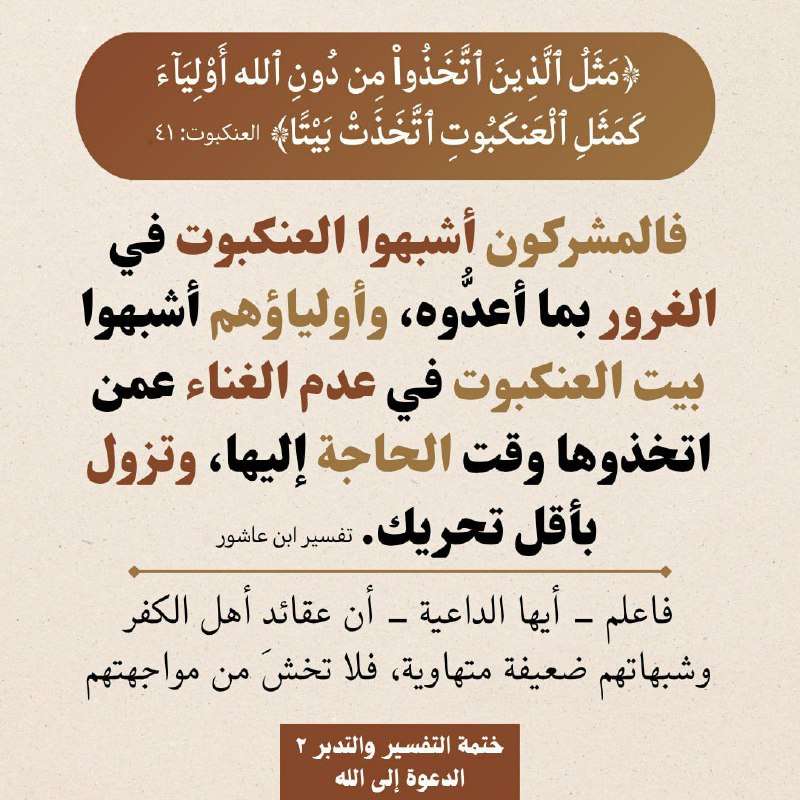 ﴿مَثَلُ ٱلَّذِينَ ٱتَّخَذُواْ مِن دُونِ ٱلله أَوْلِيَآءَ
كَمَثَلِ ٱلْعَنكَبُوتِ ٱتَّخَذَتْ بَيْتًا﴾ العنكبوت: ٤١
فالمشركون أشبهوا العنكبوت في
الغرور بما أعدُّوه، وأولياؤهم أشبهوا
بيت العنكبوت في عدم الغناء عمن
اتخذوها وقت الحاجة إليها، وتزول
بأقل تحريك. تفسير ابن عاشور
فاعلم – أيها الداعية – أن عقائد أهل الكفر
وشبهاتهم ضعيفة متهاوية، فلا تخشَ من مواجهتهم
ختمة التفسير والتدبر ٢
الدعوة إلى الله